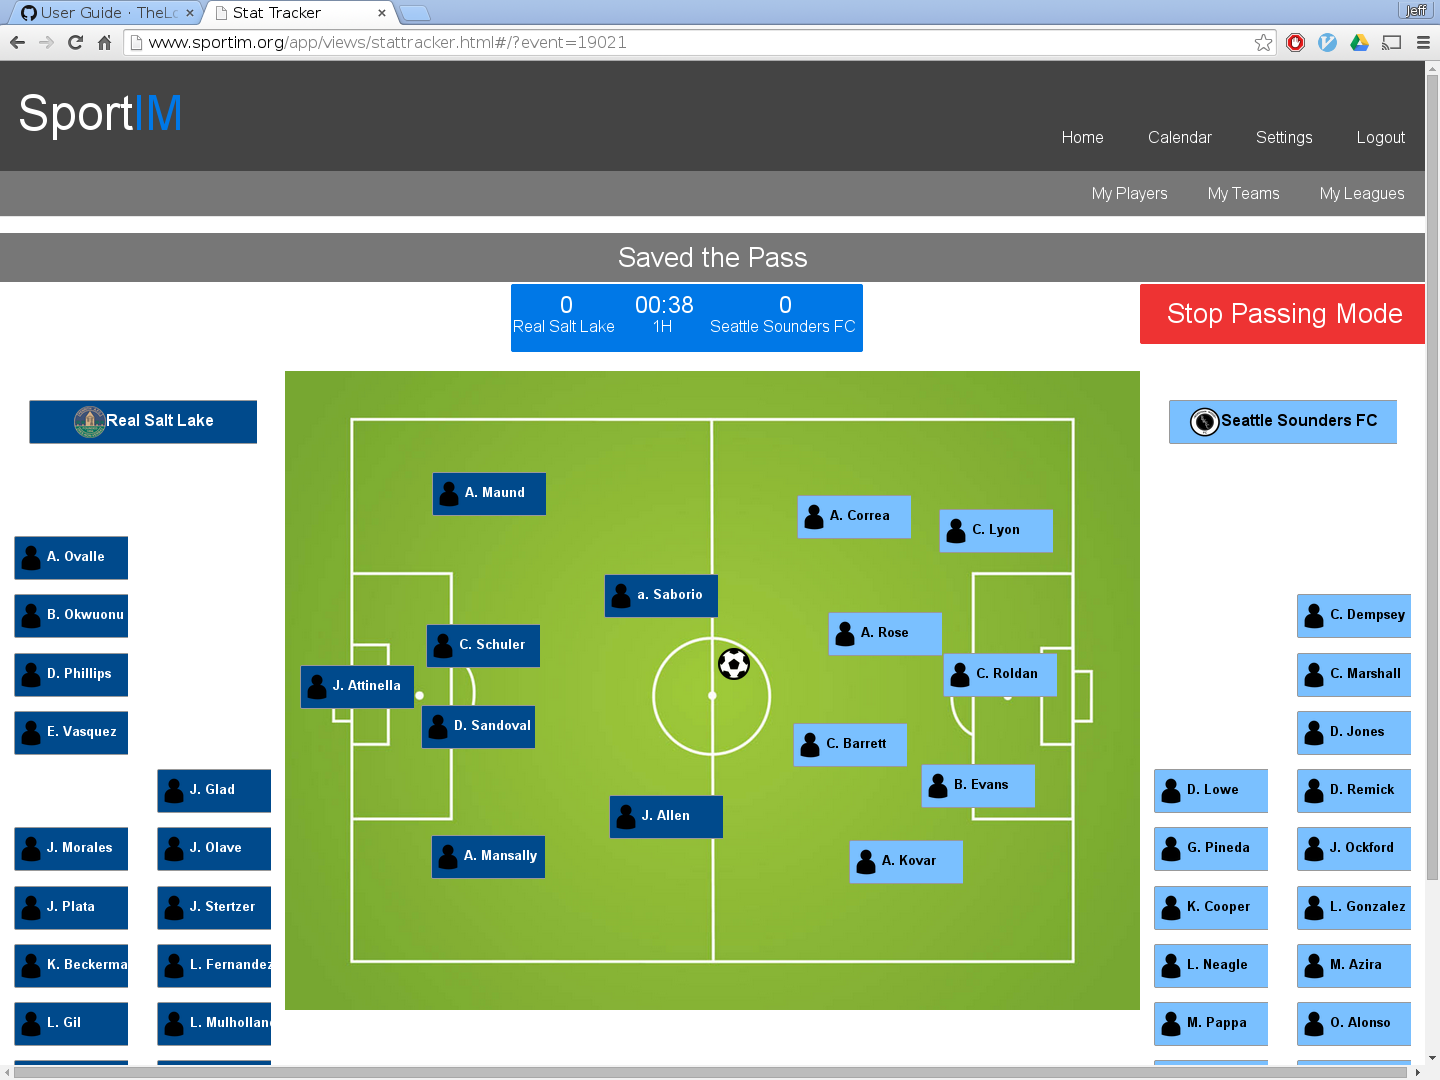 User Guide · TheLo
Stat Tracker
Jeff
www.sportim.org/app/views/stattracker.html#/?event=19021
SportIM
Home Calendar Settings Logout
My Players My Teams My Leagues
Saved the Pass
0 00:38 0
Real Salt Lake 1H Seattle Sounders FC
Stop Passing Mode
Real Salt Lake
Seattle Sounders FC
A. Ovalle
B. Okwuonu
D. Phillips
E. Vasquez
J. Glad
J. Morales
J. Olave
J. Plata
J. Stertzer
K. Beckerma
L. Fernandez
L. Gil
L. Mulholland
A. Maund
a. Saborio
C. Schuler
J. Attinella
D. Sandoval
J. Allen
A. Mansally
A. Correa
C. Lyon
A. Rose
C. Roldan
C. Barrett
B. Evans
A. Kovar
C. Dempsey
C. Marshall
D. Jones
D. Lowe
D. Remick
G. Pineda
J. Ockford
K. Cooper
L. Gonzalez
L. Neagle
M. Azira
M. Pappa
O. Alonso